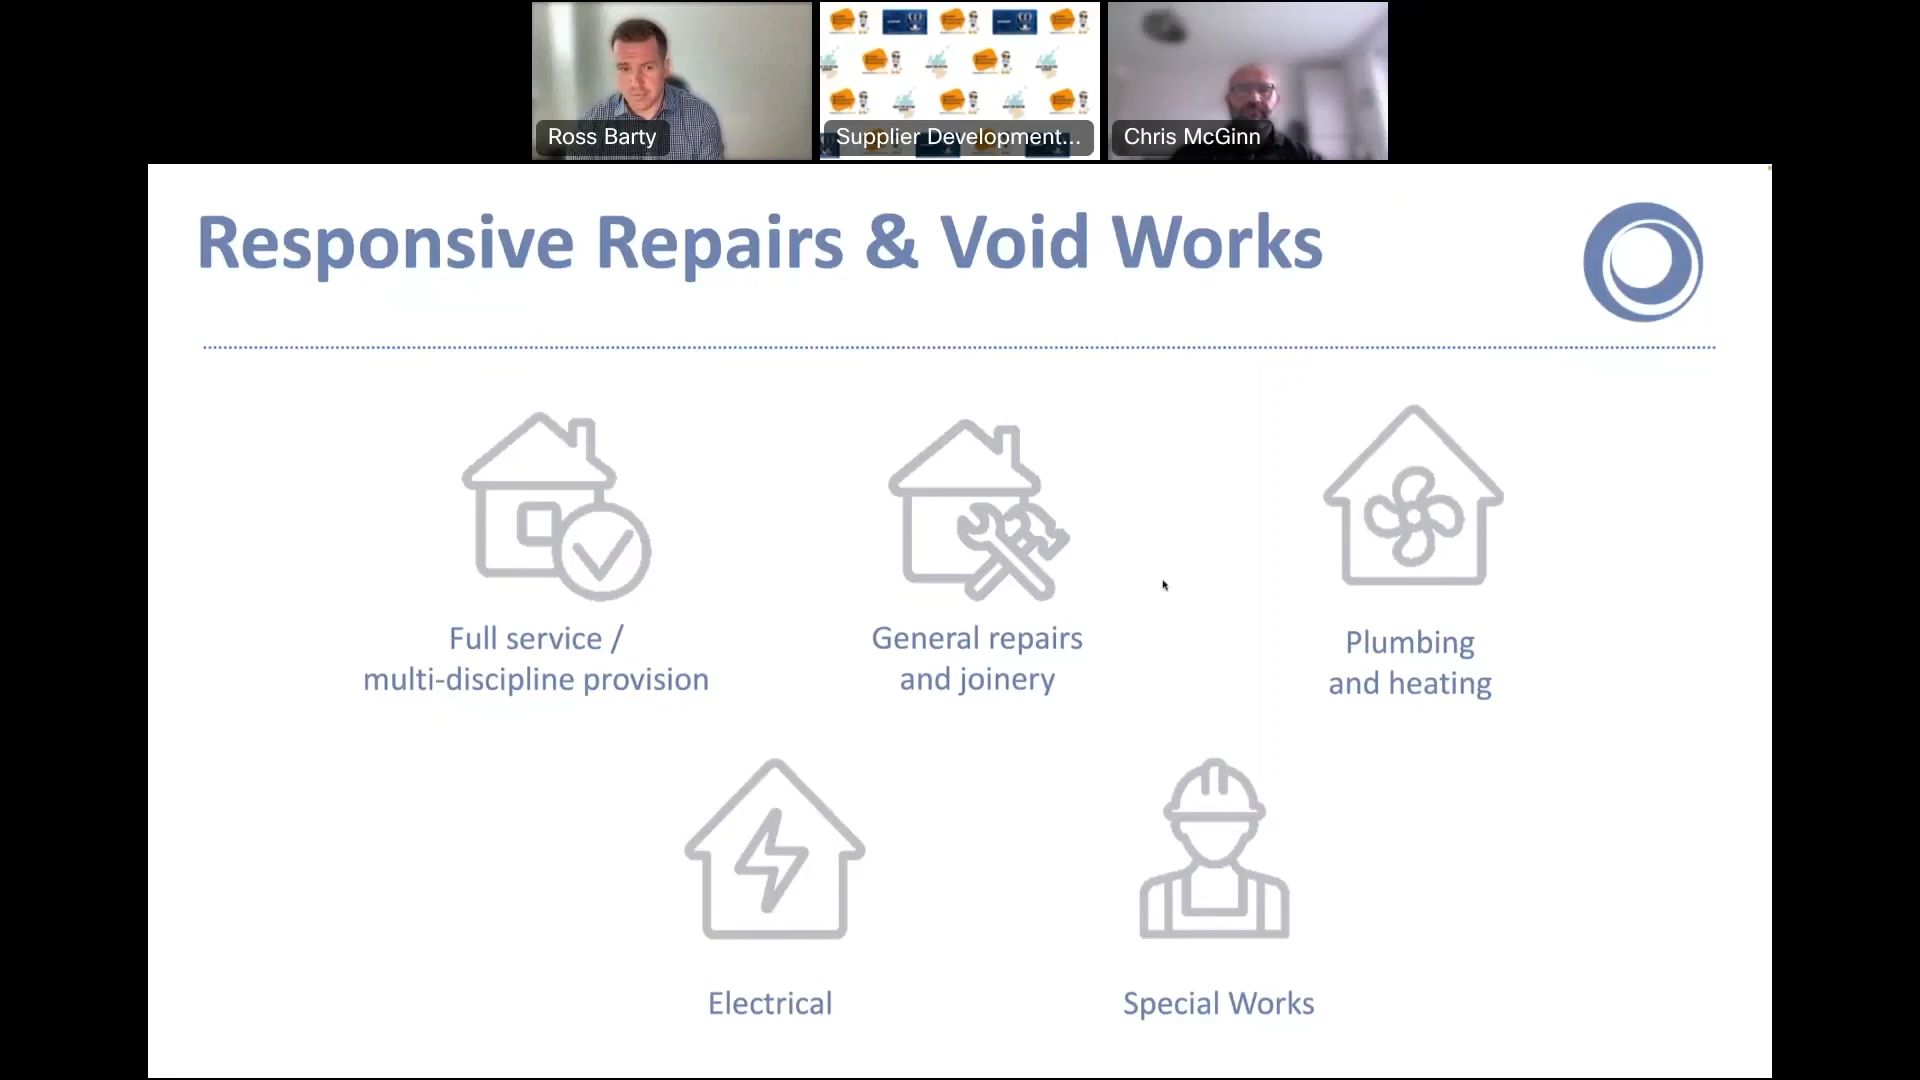 Ross Barty
Supplier Development...
Chris McGinn
Responsive Repairs & Void Works
Full service /
multi-discipline provision
General repairs
and joinery
Plumbing
and heating
Electrical
Special Works